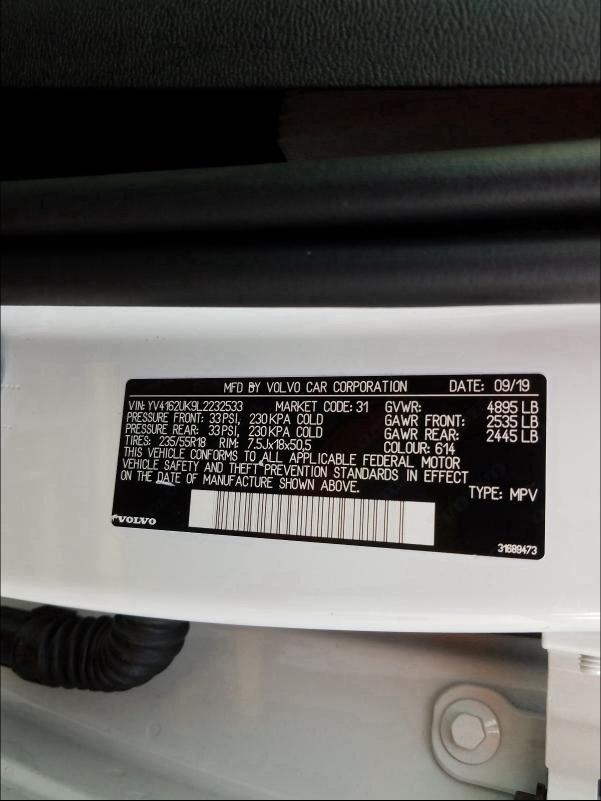 MFD BY VOLVO CAR CORPORATION DATE: 09/19
VIN: YV4162UK9L2232533 MARKET CODE: 31 GVWR: 4895 LB
PRESSURE FRONT: 33 PSI, 230 KPA COLD GAWR FRONT: 2535 LB
PRESSURE REAR: 33 PSI, 230 KPA COLD GAWR REAR: 2445 LB
TIRES: 235/55R18 RIM: 7.5Jx18x50,5 COLOUR: 614
THIS VEHICLE CONFORMS TO ALL APPLICABLE FEDERAL MOTOR
VEHICLE SAFETY AND THEFT PREVENTION STANDARDS IN EFFECT
ON THE DATE OF MANUFACTURE SHOWN ABOVE. TYPE: MPV
VOLVO
31689473